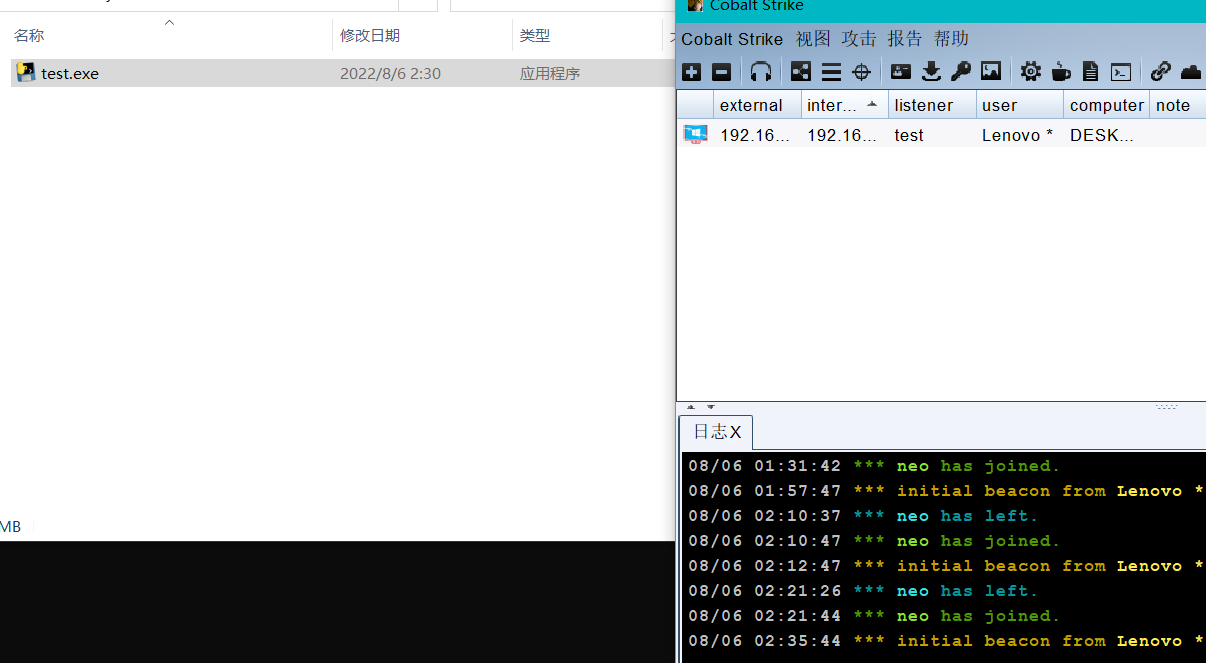 名称 修改日期 类型
test.exe 2022/8/6 2:30 应用程序
MB
Cobalt Strike
Cobalt Strike 视图 攻击 报告 帮助
external inter... listener user computer note
192.16... 192.16... test Lenovo * DESK...
日志X
08/06 01:31:42 *** neo has joined.
08/06 01:57:47 *** initial beacon from Lenovo *
08/06 02:10:37 *** neo has left.
08/06 02:10:47 *** neo has joined.
08/06 02:12:47 *** initial beacon from Lenovo *
08/06 02:21:26 *** neo has left.
08/06 02:21:44 *** neo has joined.
08/06 02:35:44 *** initial beacon from Lenovo *